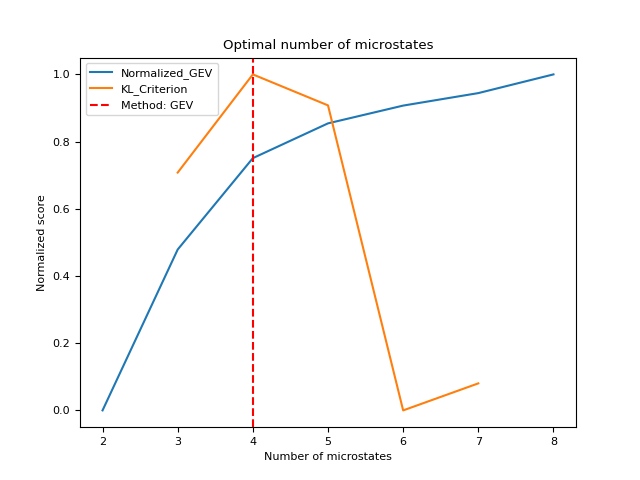 Optimal number of microstates
Normalized_GEV
KL_Criterion
Method: GEV
1.0
0.8
0.6
0.4
0.2
0.0
Normalized score
2 3 4 5 6 7 8
Number of microstates